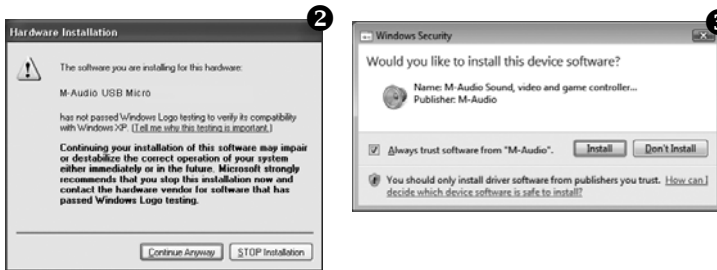 2
Hardware Installation
The software you are installing for this hardware:
M-Audio USB Micro
has not passed Windows Logo testing to verify its compatibility
with Windows XP. (Tell me why this testing is important.)
Continuing your installation of this software may impair
or destabilize the correct operation of your system
either immediately or in the future. Microsoft strongly
recommends that you stop this installation now and
contact the hardware vendor for software that has
passed Windows Logo testing.
Continue Anyway
STOP Installation
Windows Security
Would you like to install this device software?
Name: M-Audio Sound, video and game controller...
Publisher: M-Audio
Always trust software from "M-Audio".
Install
Don't Install
You should only install driver software from publishers you trust. How can I
decide which device software is safe to install?